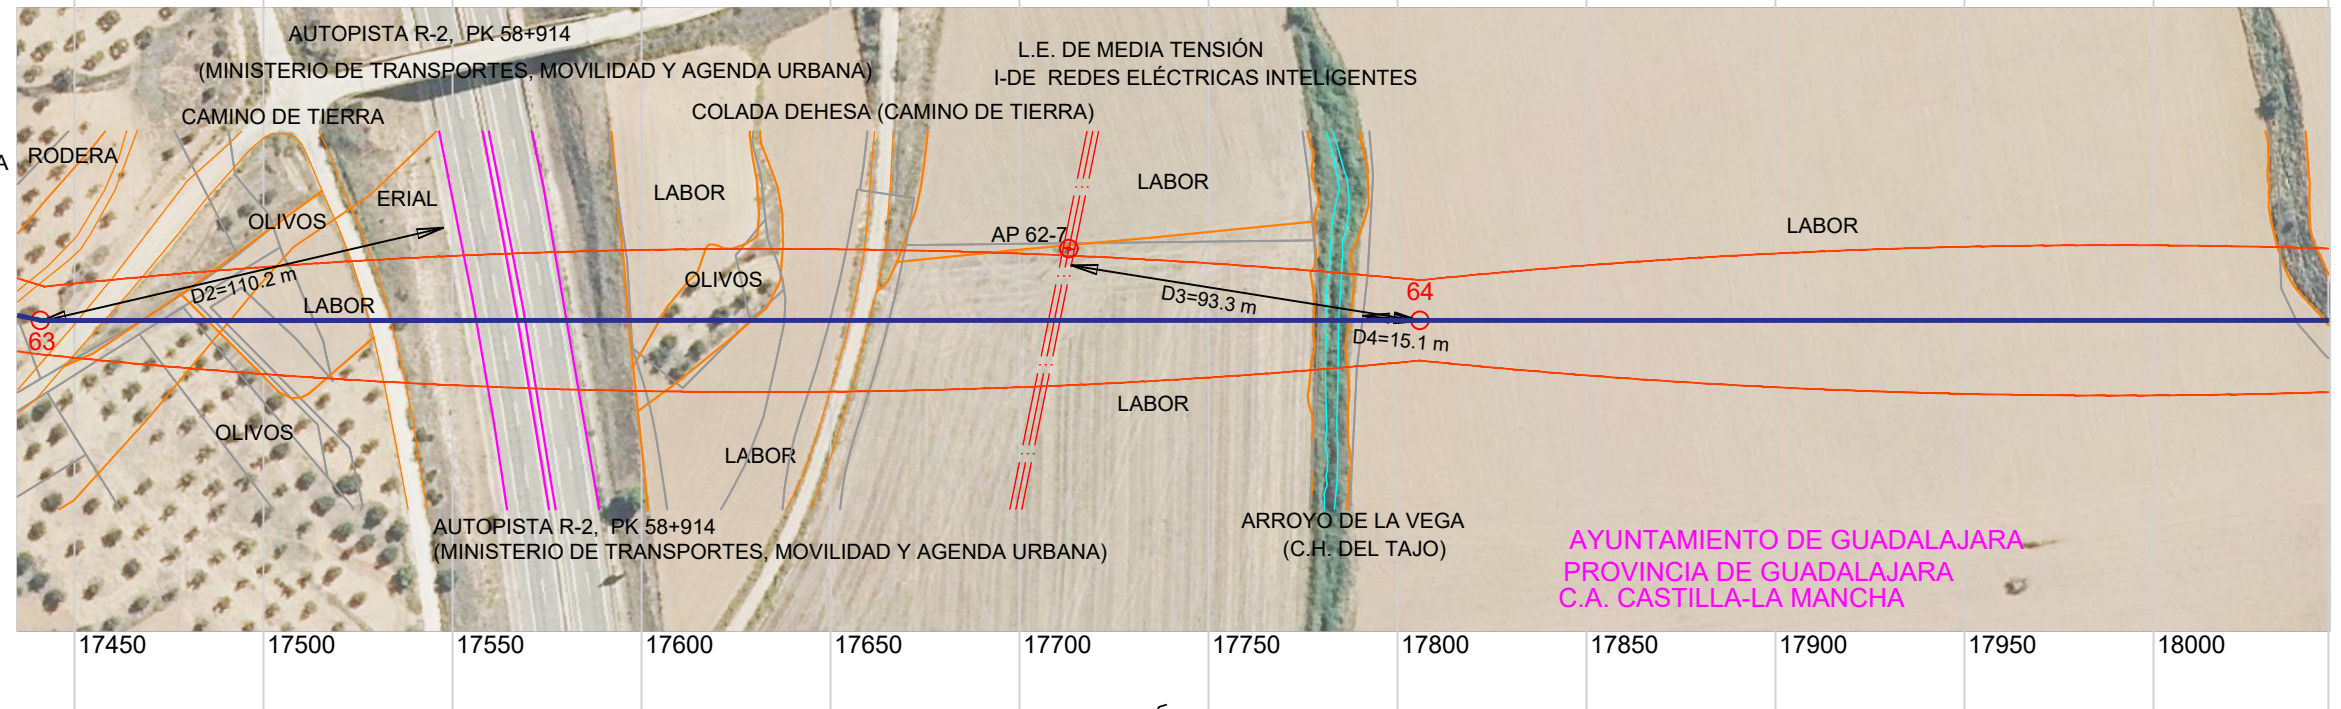 AUTOPISTA R-2, PK 58+914
(MINISTERIO DE TRANSPORTES, MOVILIDAD Y AGENDA URBANA)
L.E. DE MEDIA TENSIÓN
I-DE REDES ELÉCTRICAS INTELIGENTES
CAMINO DE TIERRA
COLADA DEHESA (CAMINO DE TIERRA)
A
RODERA
ERIAL
LABOR
LABOR
OLIVOS
AP 62-7
LABOR
D2=110.2 m
LABOR
OLIVOS
D3=93.3 m
64
63
D4=15.1 m
LABOR
OLIVOS
LABOR
AUTOPISTA R-2, PK 58+914
(MINISTERIO DE TRANSPORTES, MOVILIDAD Y AGENDA URBANA)
ARROYO DE LA VEGA
(C.H. DEL TAJO)
AYUNTAMIENTO DE GUADALAJARA
PROVINCIA DE GUADALAJARA
C.A. CASTILLA-LA MANCHA
17450 17500 17550 17600 17650 17700 17750 17800 17850 17900 17950 18000